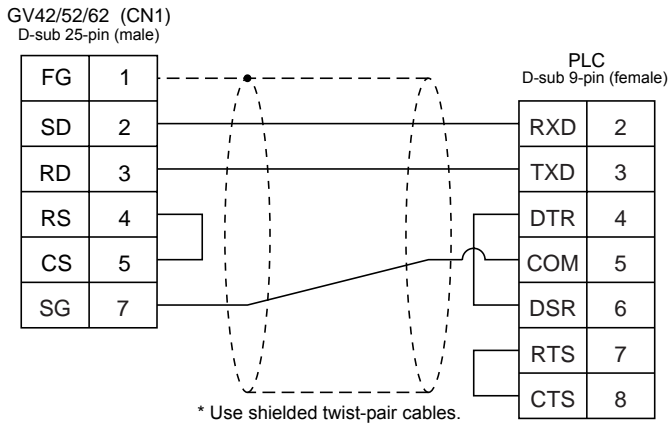 GV42/52/62 (CN1)
D-sub 25-pin (male)
FG 1
SD 2
RD 3
RS 4
CS 5
SG 7
PLC
D-sub 9-pin (female)
RXD 2
TXD 3
DTR 4
COM 5
DSR 6
RTS 7
CTS 8
* Use shielded twist-pair cables.